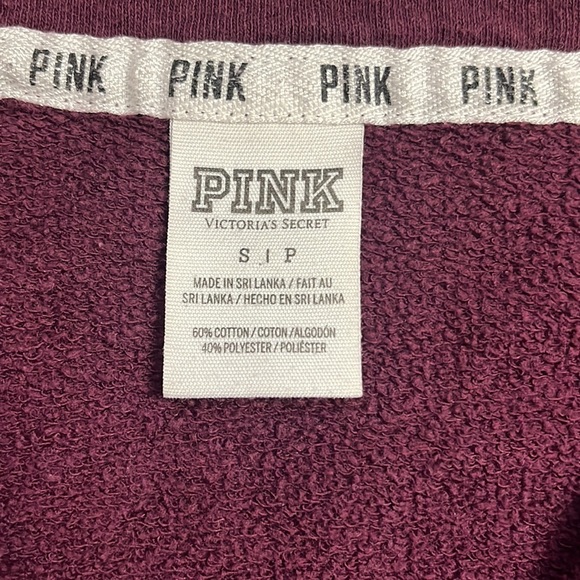 PINK PINK PINK PINK
PINK
VICTORIA'S SECRET
S | P
MADE IN SRI LANKA / FAIT AU
SRI LANKA / HECHO EN SRI LANKA
60% COTTON / COTON / ALGODÓN
40% POLYESTER / POLIÉSTER